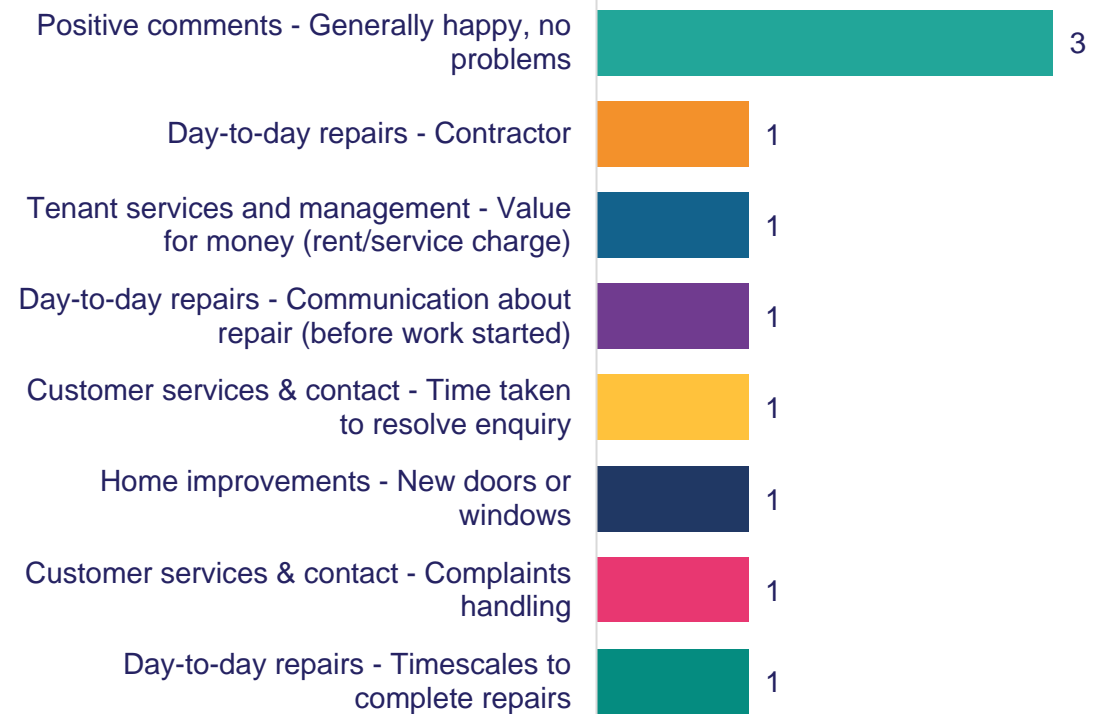 Positive comments - Generally happy, no
problems
3
Day-to-day repairs - Contractor
1
Tenant services and management - Value
for money (rent/service charge)
1
Day-to-day repairs - Communication about
repair (before work started)
1
Customer services & contact - Time taken
to resolve enquiry
1
Home improvements - New doors or
windows
1
Customer services & contact - Complaints
handling
1
Day-to-day repairs - Timescales to
complete repairs
1